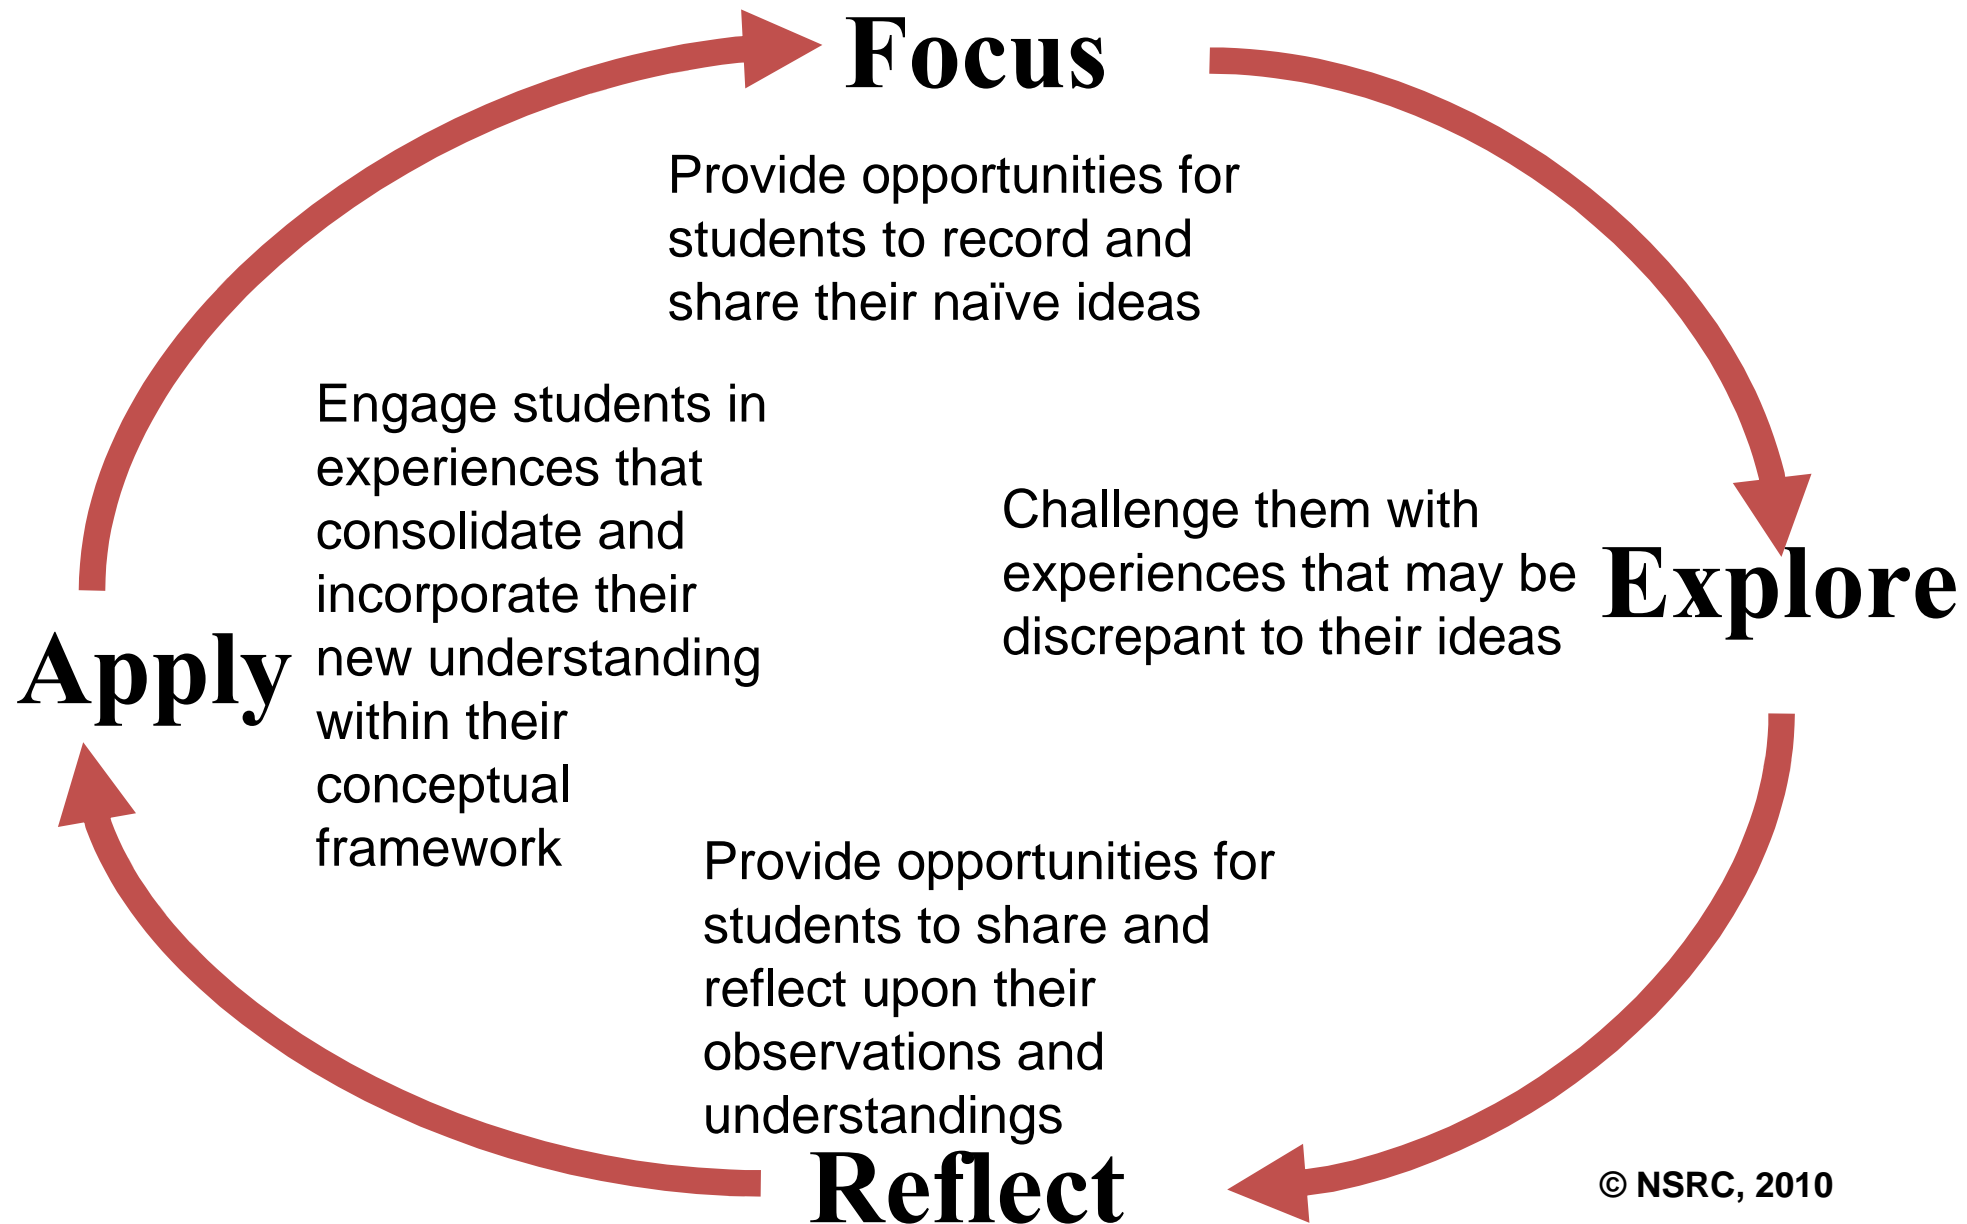 Focus
Provide opportunities for
students to record and
share their naïve ideas
Explore
Challenge them with
experiences that may be
discrepant to their ideas
Reflect
Provide opportunities for
students to share and
reflect upon their
observations and
understandings
Apply
Engage students in
experiences that
consolidate and
incorporate their
new understanding
within their
conceptual
framework
© NSRC, 2010